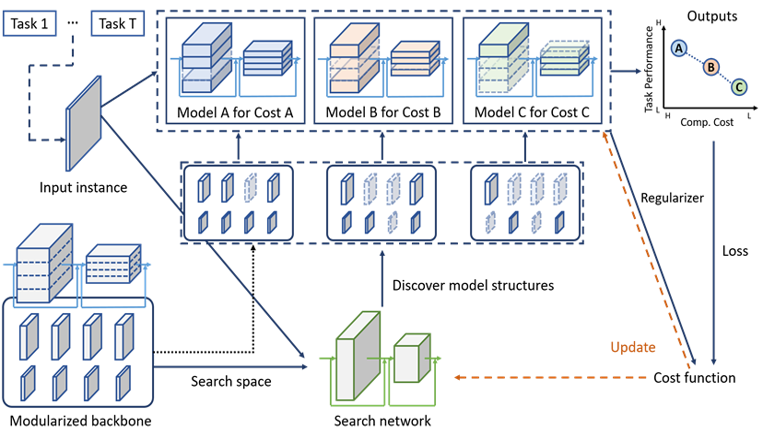 Task 1 ... Task T
Outputs
H
A
B
C
Task Performance
L
H
L
Comp. Cost
Model A for Cost A
Model B for Cost B
Model C for Cost C
Input instance
Regularizer
Loss
Discover model structures
Update
Search space
Cost function
Modularized backbone
Search network